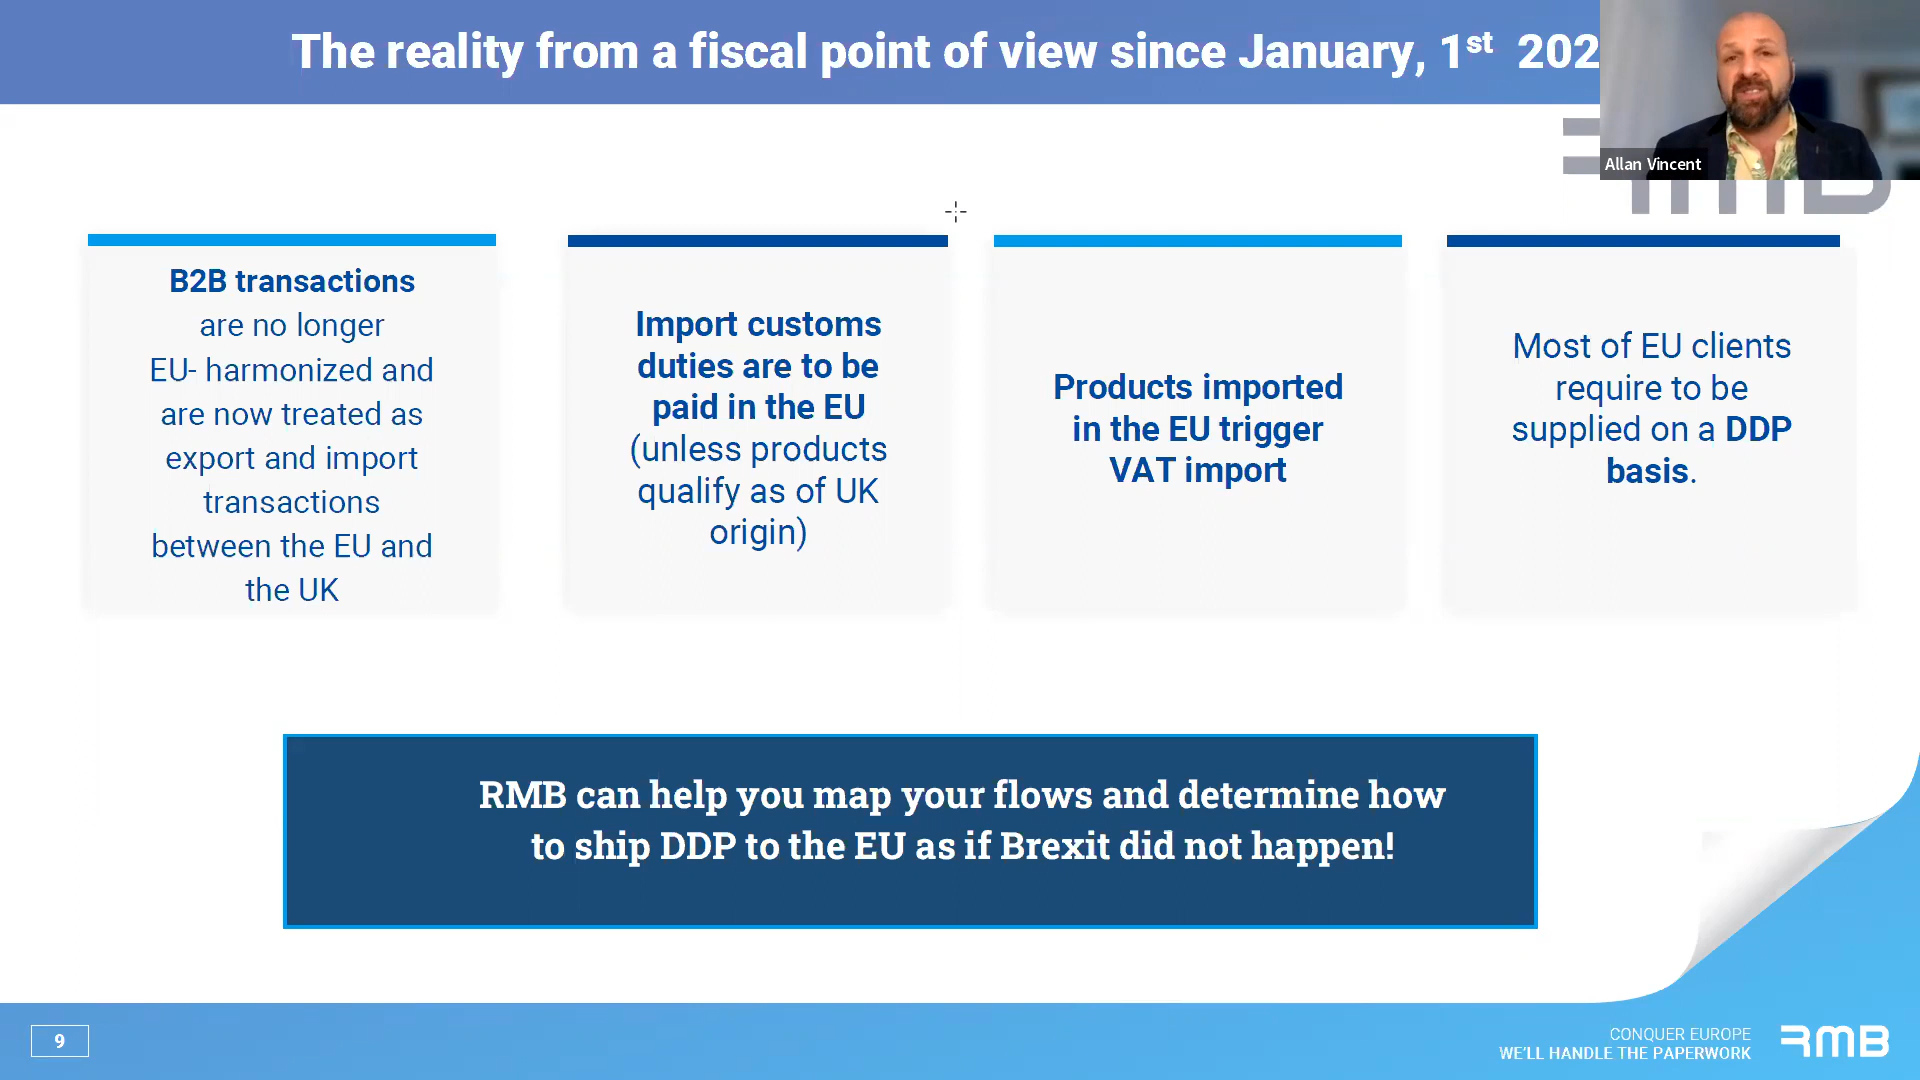 The reality from a fiscal point of view since January, 1st 202
Allan Vincent
B2B transactions
are no longer
EU- harmonized and
are now treated as
export and import
transactions
between the EU and
the UK
Import customs
duties are to be
paid in the EU
(unless products
qualify as of UK
origin)
Products imported
in the EU trigger
VAT import
Most of EU clients
require to be
supplied on a DDP
basis.
RMB can help you map your flows and determine how
to ship DDP to the EU as if Brexit did not happen!
9
CONQUER EUROPE
WE'LL HANDLE THE PAPERWORK
RMB